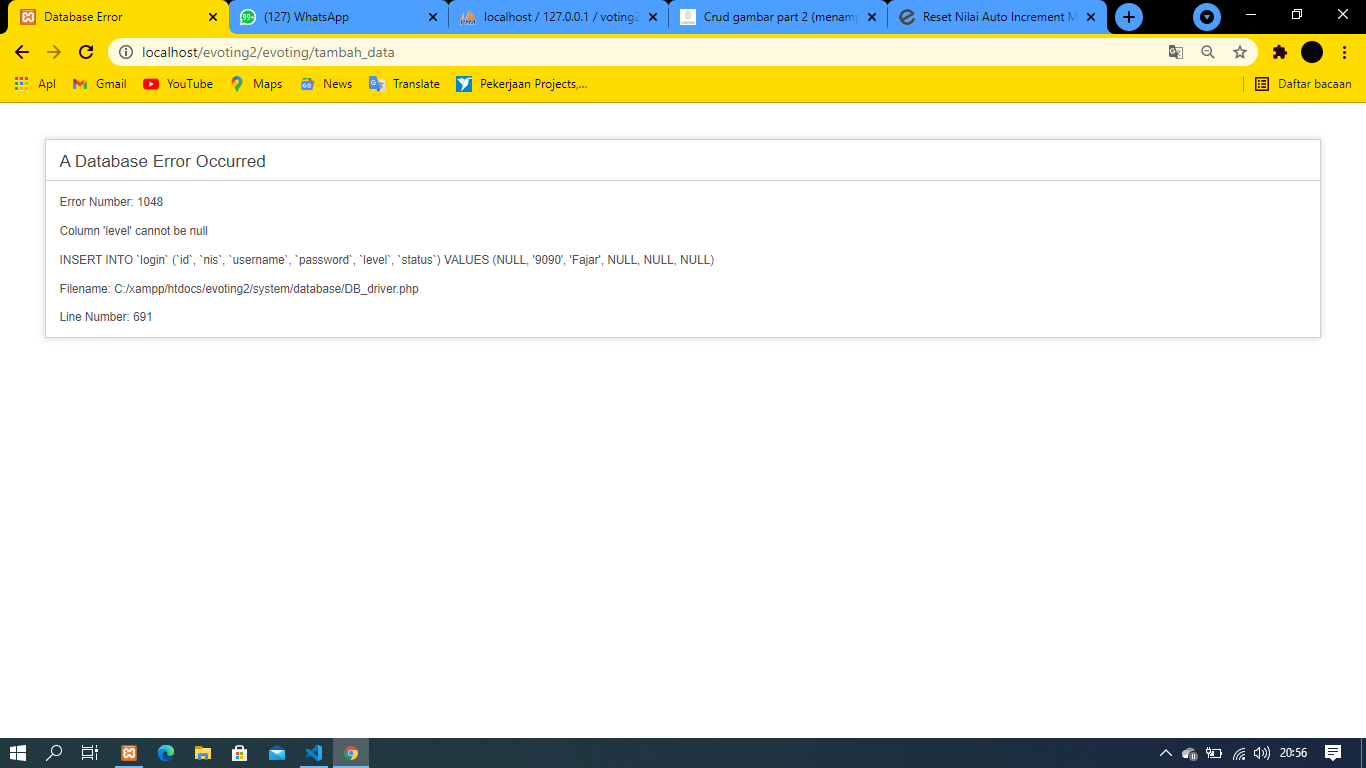 Database Error
(127) WhatsApp
localhost / 127.0.0.1 / voting2
Crud gambar part 2 (menamp
Reset Nilai Auto Increment M
99+
localhost/evoting2/evoting/tambah_data
Apl
Gmail
YouTube
Maps
News
Translate
Pekerjaan Projects,...
Daftar bacaan
A Database Error Occurred
Error Number: 1048
Column 'level' cannot be null
INSERT INTO `login` (`id`, `nis`, `username`, `password`, `level`, `status`) VALUES (NULL, '9090', 'Fajar', NULL, NULL, NULL)
Filename: C:/xampp/htdocs/evoting2/system/database/DB_driver.php
Line Number: 691
20:56